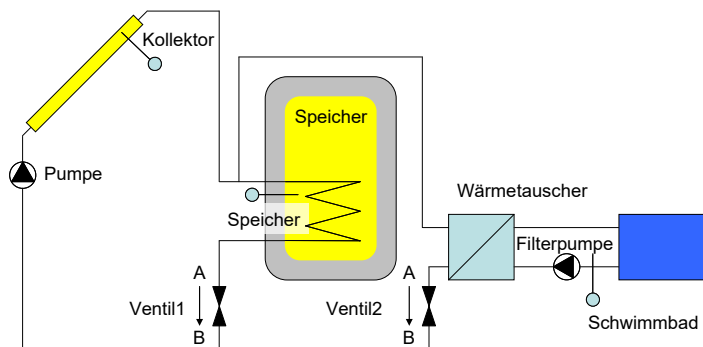 Kollektor
Speicher
Pumpe
Wärmetauscher
Speicher
Filterpumpe
A
A
Ventil1
Ventil2
B
B
Schwimmbad